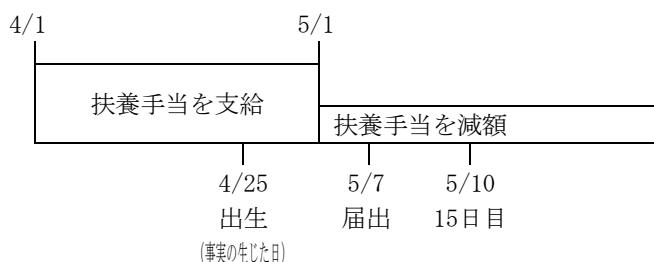 4/1 5/1
扶養手当を支給
扶養手当を減額
4/25 5/7 5/10
出生 届出 15日目
(事実の生じた日)